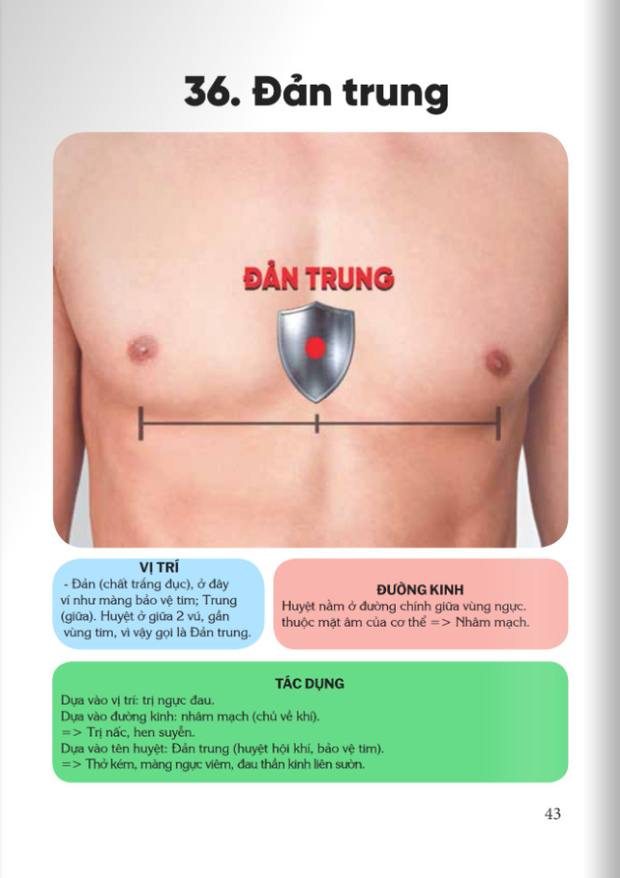 36. Đản trung
ĐẢN TRUNG
VỊ TRÍ
- Đản (chất trắng đục), ở đây
ví như màng bảo vệ tim; Trung
(giữa). Huyệt ở giữa 2 vú, gần
vùng tim, vì vậy gọi là Đản trung.
ĐƯỜNG KINH
Huyệt nằm ở đường chính giữa vùng ngực.
thuộc mặt âm của cơ thể => Nhâm mạch.
TÁC DỤNG
Dựa vào vị trí: trị ngực đau.
Dựa vào đường kinh: nhâm mạch (chủ về khí).
=> Trị nấc, hen suyễn.
Dựa vào tên huyệt: Đản trung (huyệt hội khí, bảo vệ tim).
=> Thở kém, màng ngực viêm, đau thần kinh liên sườn.
43